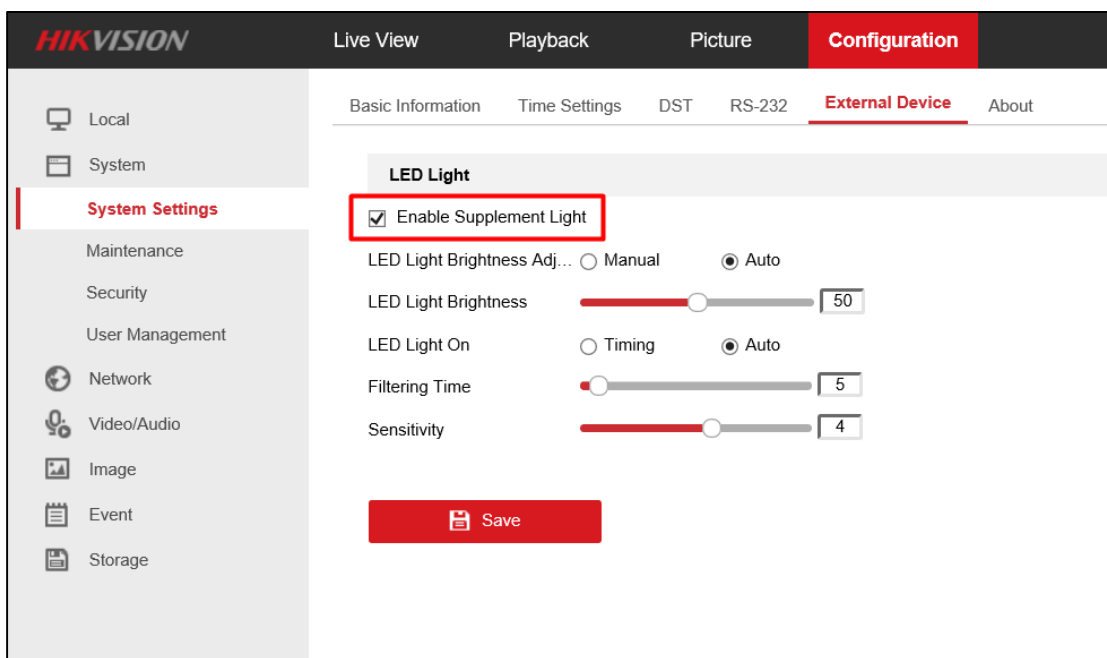 HIKVISION
Live View Playback Picture Configuration
Local
System
System Settings
Maintenance
Security
User Management
Network
Video/Audio
Image
Event
Storage
Basic Information Time Settings DST RS-232 External Device About
LED Light
Enable Supplement Light
LED Light Brightness Adj... Manual Auto
LED Light Brightness 50
LED Light On Timing Auto
Filtering Time 5
Sensitivity 4
Save